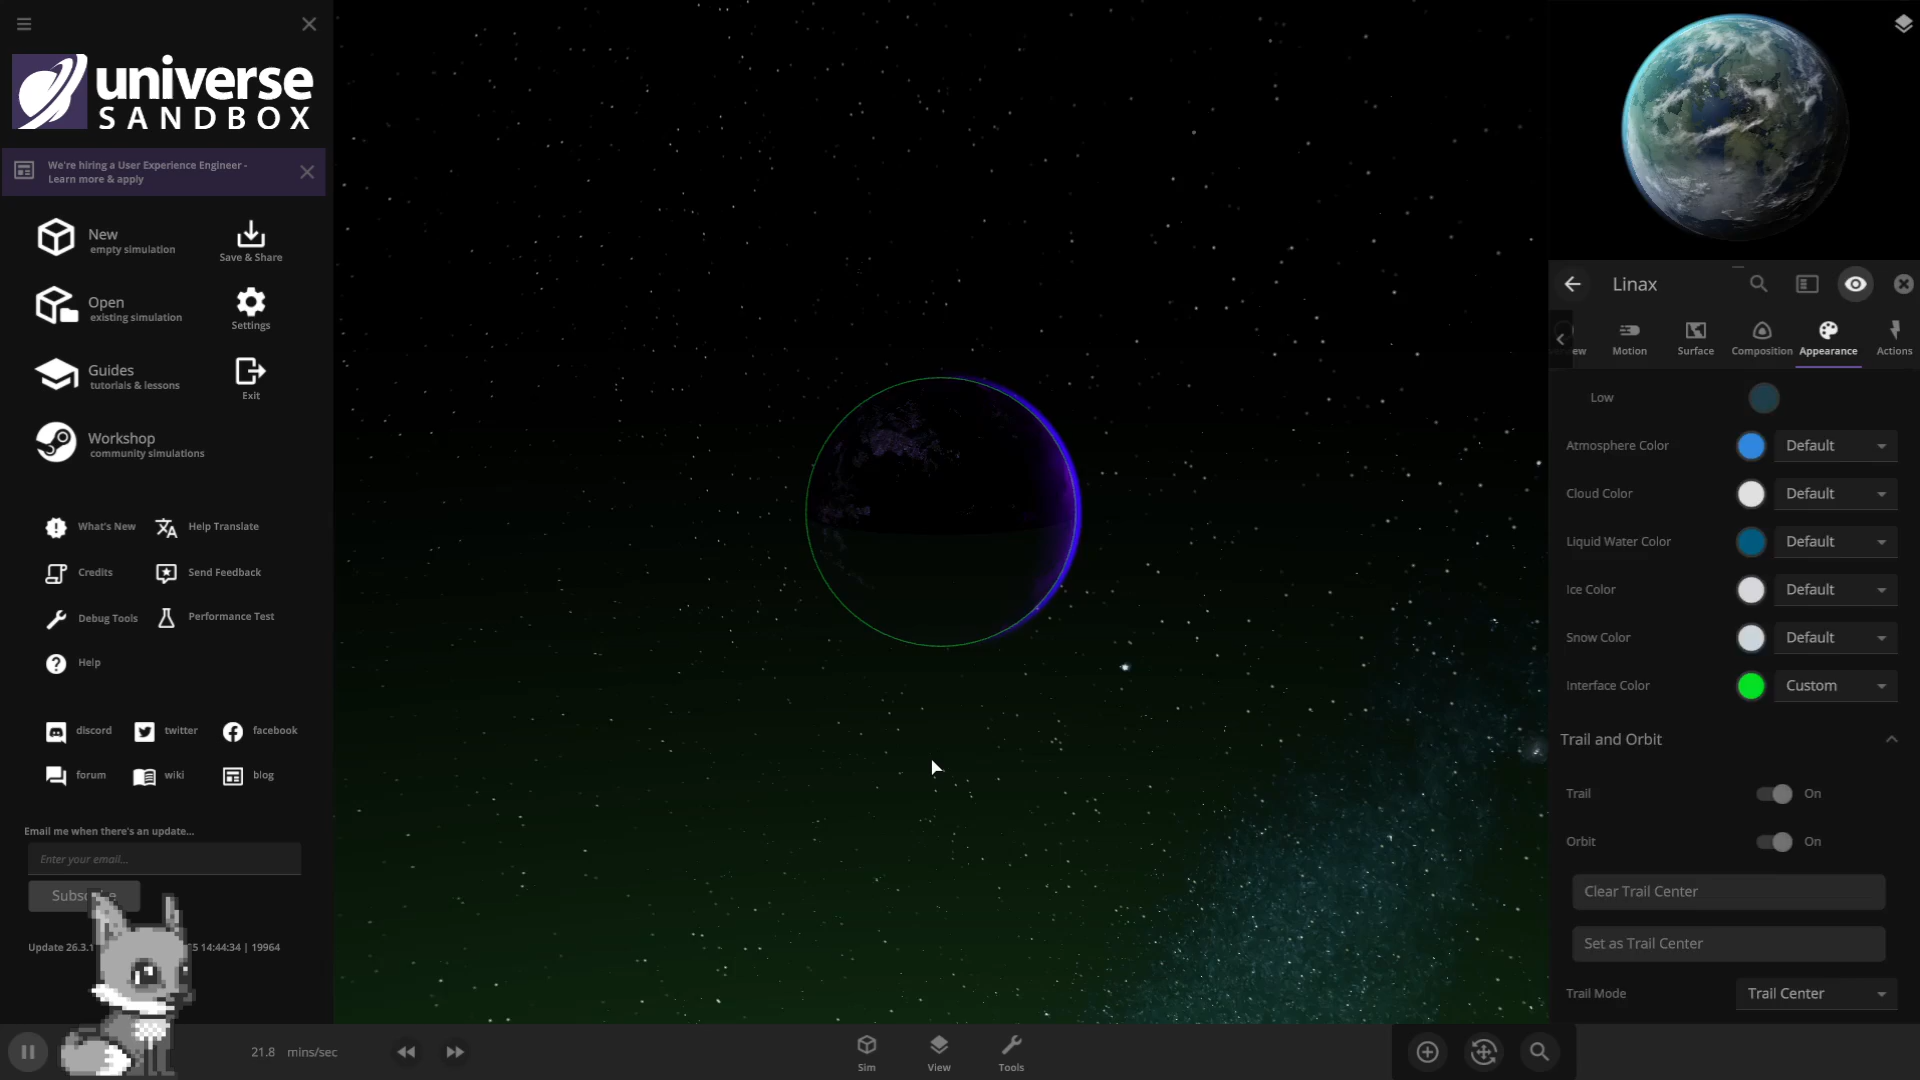 universe
SANDBOX
We're hiring a User Experience Engineer -
Learn more & apply
New
empty simulation
Save & Share
Open
existing simulation
Settings
Guides
tutorials & lessons
Exit
Workshop
community simulations
What's New
Help Translate
Credits
Send Feedback
Debug Tools
Performance Test
Help
discord
twitter
facebook
forum
wiki
blog
Email me when there's an update...
Enter your email...
Update 26.3.1
14:44:34 | 19964
21.8 mins/sec
Sim
View
Tools
Linax
Motion
Surface
Composition
Appearance
Actions
Low
Atmosphere Color
Default
Cloud Color
Default
Liquid Water Color
Default
Ice Color
Default
Snow Color
Default
Interface Color
Custom
Trail and Orbit
Trail
On
Orbit
On
Clear Trail Center
Set as Trail Center
Trail Mode
Trail Center